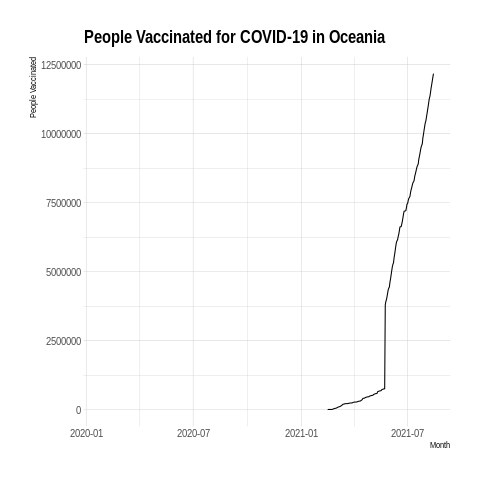 People Vaccinated for COVID-19 in Oceania
People Vaccinated
12500000
10000000
7500000
5000000
2500000
0
2020-01 2020-07 2021-01 2021-07
Month